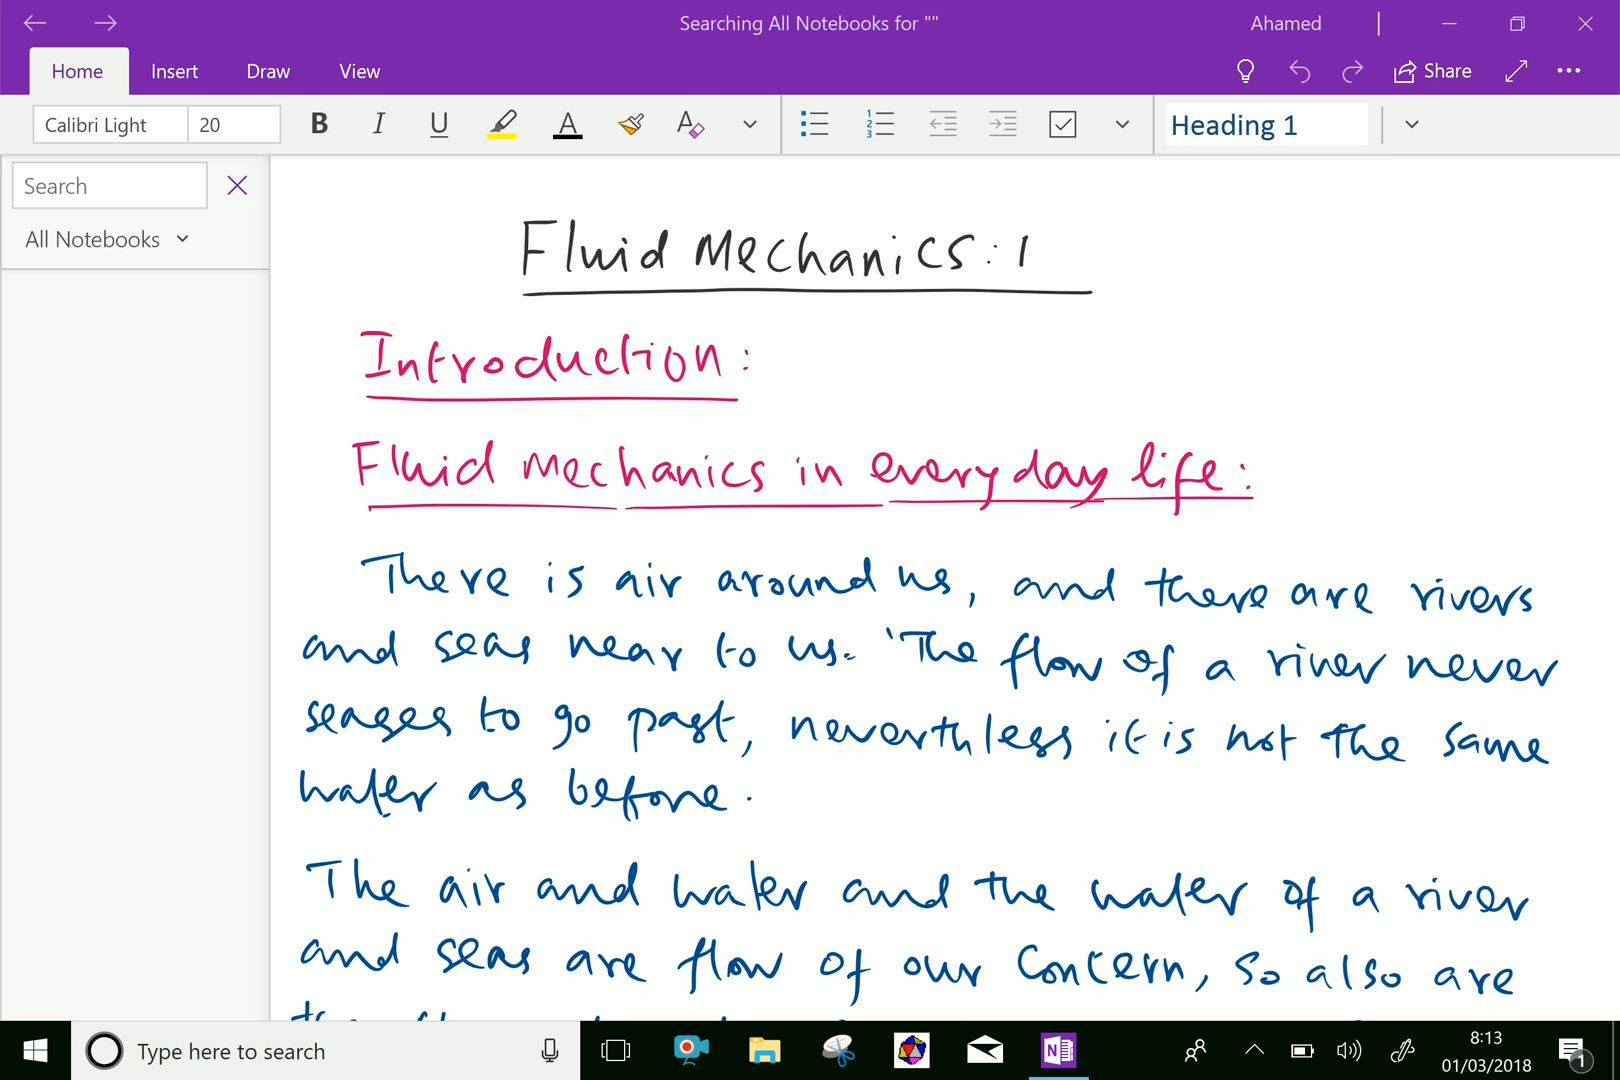 Searching All Notebooks for ""
Ahamed
Home
Insert
Draw
View
Share
Calibri Light
20
B
I
U
A
A
Heading 1
Search
All Notebooks
Fluid Mechanics: 1
Introduction:
Fluid mechanics in everyday life:
There is air around us, and there are rivers
and seas near to us. 'The flow of a river never
seases to go past, nevertheless it is not the same
water as before.
The air and water and the water of a river
and seas are flow of our concern, so also are
Type here to search
8:13
01/03/2018
1